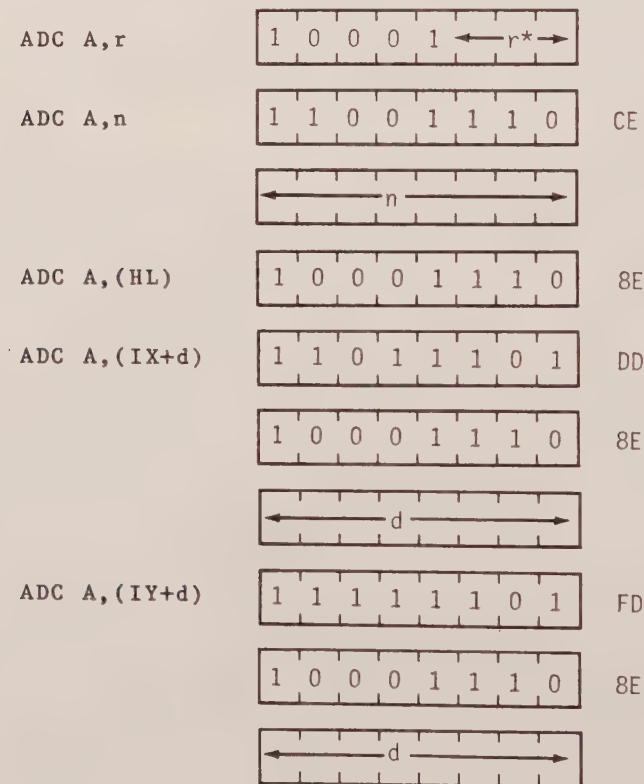 ADC A,r 1 0 0 0 1 r*
ADC A,n 1 1 0 0 1 1 1 0 CE
n
ADC A,(HL) 1 0 0 0 1 1 1 0 8E
ADC A,(IX+d) 1 1 0 1 1 1 0 1 DD
1 0 0 0 1 1 1 0 8E
d
ADC A,(IY+d) 1 1 1 1 1 1 0 1 FD
1 0 0 0 1 1 1 0 8E
d